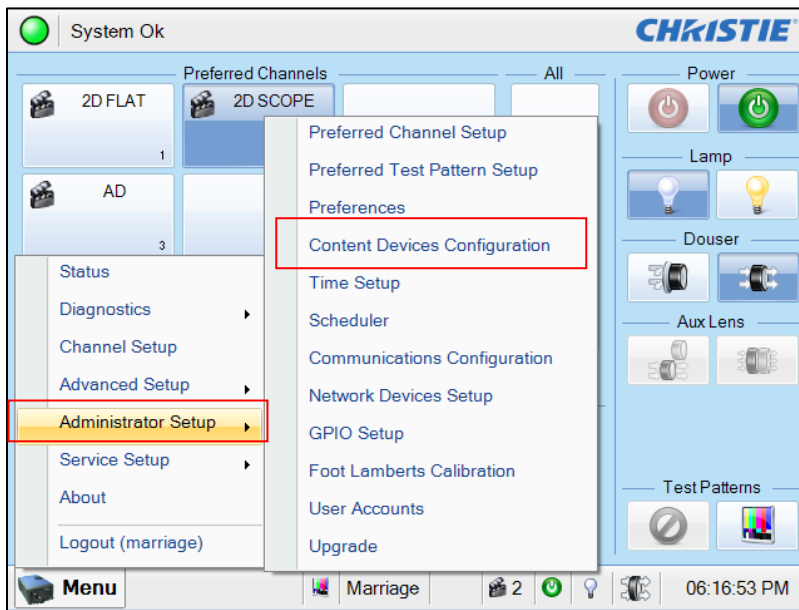 System Ok
CHRISTIE
Preferred Channels
All
Power
2D FLAT
1
2D SCOPE
Lamp
AD
3
Douser
Aux Lens
Test Patterns
Status
Diagnostics
Channel Setup
Advanced Setup
Administrator Setup
Service Setup
About
Logout (marriage)
Preferred Channel Setup
Preferred Test Pattern Setup
Preferences
Content Devices Configuration
Time Setup
Scheduler
Communications Configuration
Network Devices Setup
GPIO Setup
Foot Lamberts Calibration
User Accounts
Upgrade
Menu
Marriage
2
06:16:53 PM